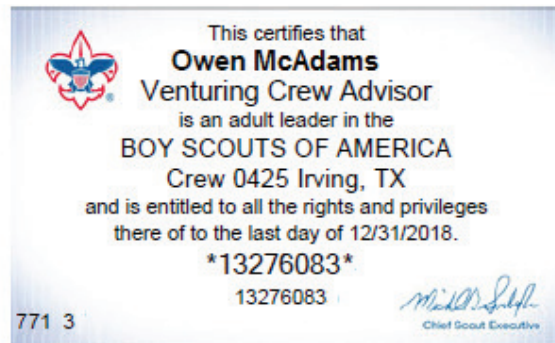 This certifies that
Owen McAdams
Venturing Crew Advisor
is an adult leader in the
BOY SCOUTS OF AMERICA
Crew 0425 Irving, TX
and is entitled to all the rights and privileges
there of to the last day of 12/31/2018.
*13276083*
13276083
771 3
Chief Scout Executive